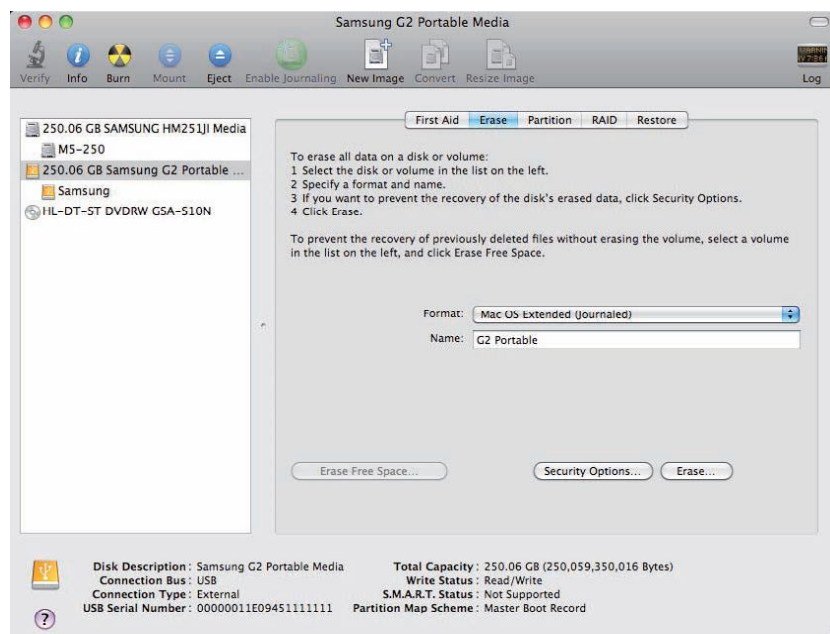 Samsung G2 Portable Media
Verify Info Burn Mount Eject Enable Journaling New Image Convert Resize Image Log
First Aid Erase Partition RAID Restore
250.06 GB SAMSUNG HM251JI Media
M5-250
250.06 GB Samsung G2 Portable ...
Samsung
HL-DT-ST DVDRW GSA-S10N
To erase all data on a disk or volume:
1 Select the disk or volume in the list on the left.
2 Specify a format and name.
3 If you want to prevent the recovery of the disk's erased data, click Security Options.
4 Click Erase.
To prevent the recovery of previously deleted files without erasing the volume, select a volume
in the list on the left, and click Erase Free Space.
Format: Mac OS Extended (Journaled)
Name: G2 Portable
Erase Free Space... Security Options... Erase...
Disk Description : Samsung G2 Portable Media
Connection Bus : USB
Connection Type : External
USB Serial Number : 00000011E09451111111
Total Capacity : 250.06 GB (250,059,350,016 Bytes)
Write Status : Read/Write
S.M.A.R.T. Status : Not Supported
Partition Map Scheme : Master Boot Record
?